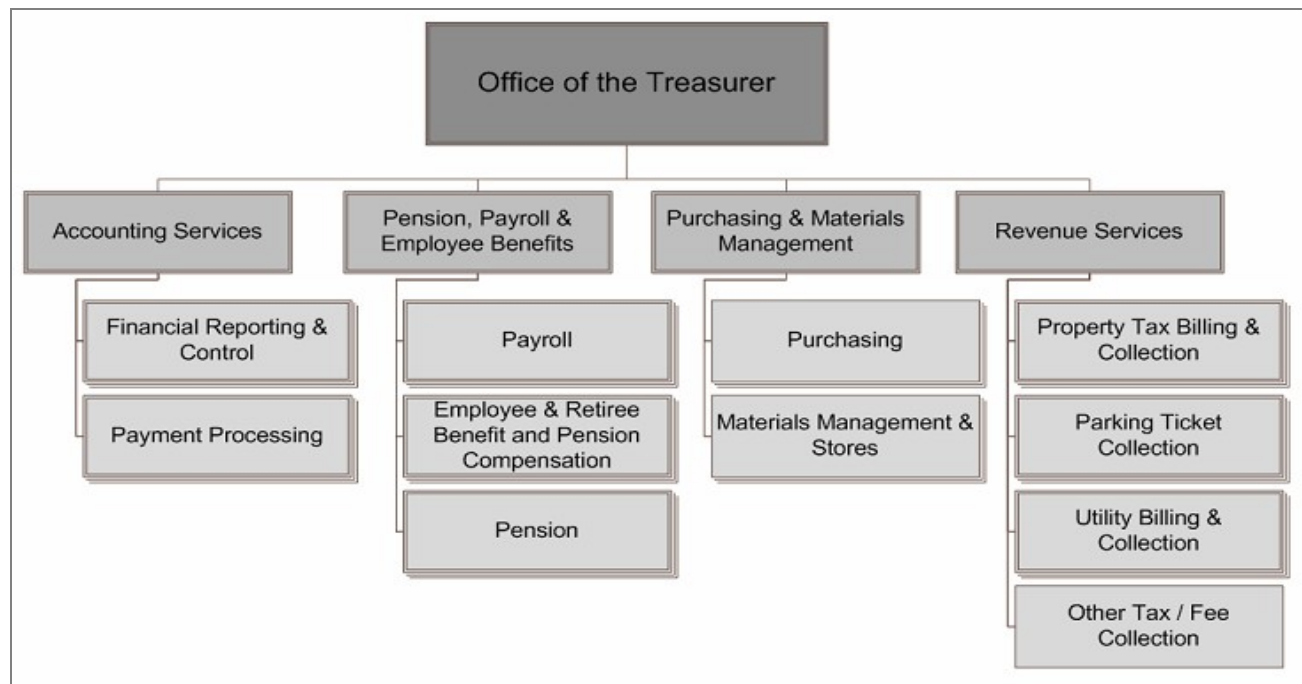 Office of the Treasurer
Accounting Services
Pension, Payroll &
Employee Benefits
Purchasing & Materials
Management
Revenue Services
Financial Reporting &
Control
Payment Processing
Payroll
Employee & Retiree
Benefit and Pension
Compensation
Pension
Purchasing
Materials Management &
Stores
Property Tax Billing &
Collection
Parking Ticket
Collection
Utility Billing &
Collection
Other Tax / Fee
Collection